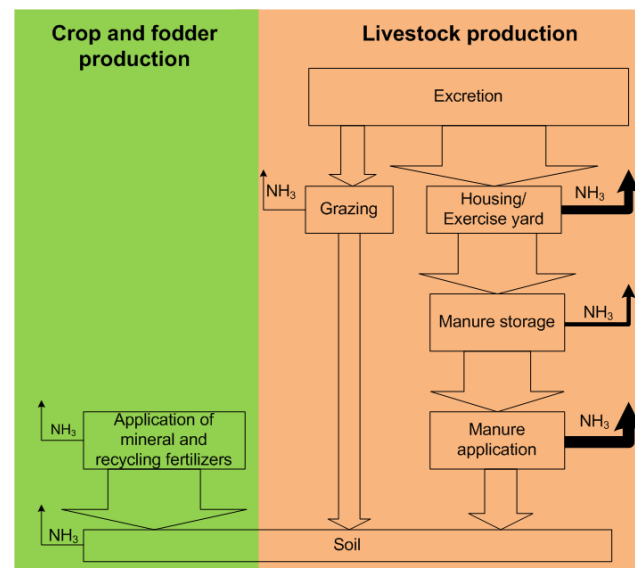 Crop and fodder
production
Livestock production
Excretion
NH₃
Grazing
Housing/
Exercise yard
NH₃
Manure storage
NH₃
NH₃
Application of
mineral and
recycling fertilizers
Manure
application
NH₃
NH₃
Soil